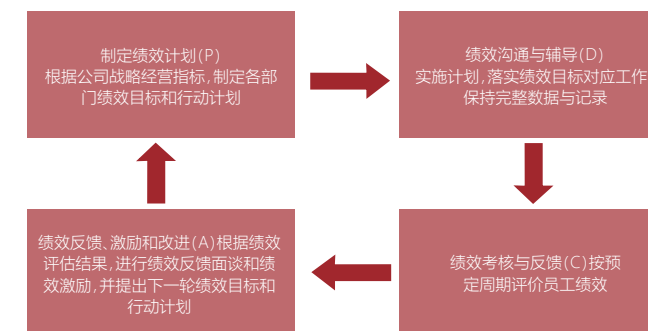 制定绩效计划(P)
根据公司战略经营指标,制定各部
门绩效目标和行动计划
绩效沟通与辅导(D)
实施计划,落实绩效目标对应工作
保持完整数据与记录
绩效反馈、激励和改进(A)根据绩效
评估结果,进行绩效反馈面谈和绩
效激励,并提出下一轮绩效目标和
行动计划
绩效考核与反馈(C)按预
定周期评价员工绩效